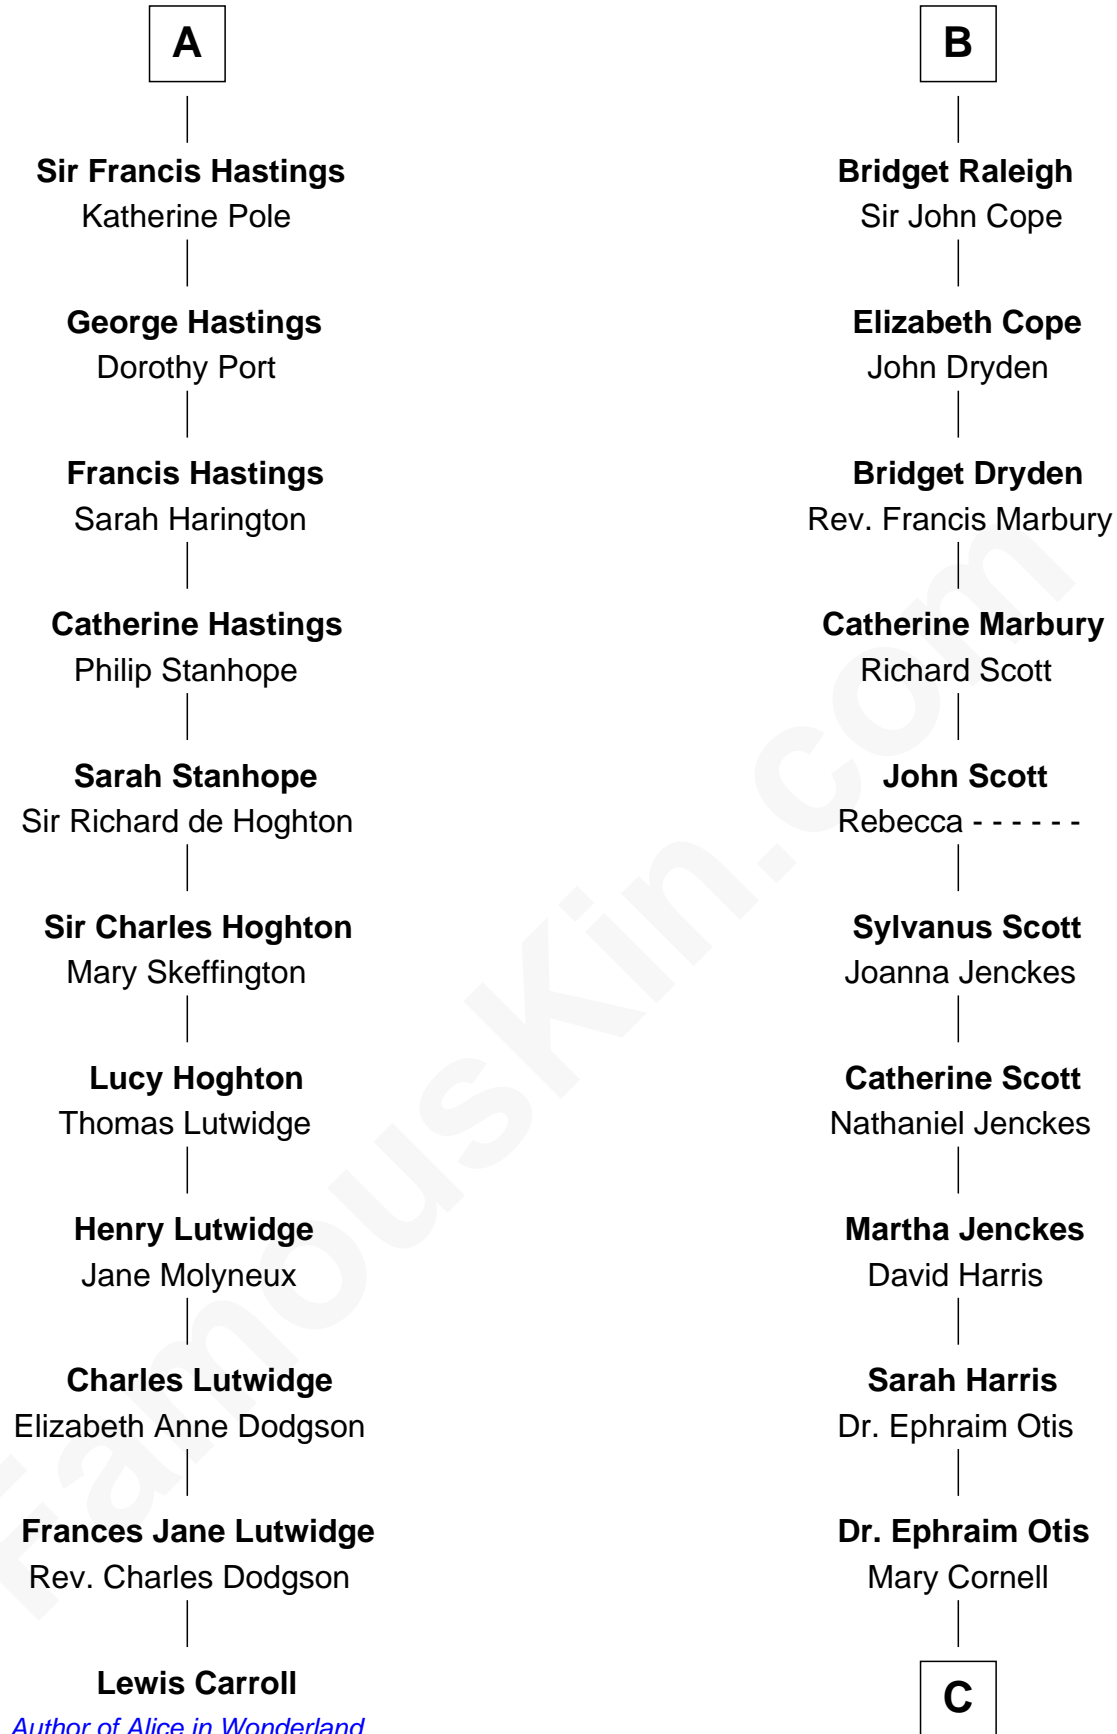 A
Sir Francis Hastings
Katherine Pole
George Hastings
Dorothy Port
Francis Hastings
Sarah Harington
Catherine Hastings
Philip Stanhope
Sarah Stanhope
Sir Richard de Hoghton
Sir Charles Hoghton
Mary Skeffington
Lucy Hoghton
Thomas Lutwidge
Henry Lutwidge
Jane Molyneux
Charles Lutwidge
Elizabeth Anne Dodgson
Frances Jane Lutwidge
Rev. Charles Dodgson
Lewis Carroll
Author of Alice in Wonderland
B
Bridget Raleigh
Sir John Cope
Elizabeth Cope
John Dryden
Bridget Dryden
Rev. Francis Marbury
Catherine Marbury
Richard Scott
John Scott
Rebecca - - - - - -
Sylvanus Scott
Joanna Jenckes
Catherine Scott
Nathaniel Jenckes
Martha Jenckes
David Harris
Sarah Harris
Dr. Ephraim Otis
Dr. Ephraim Otis
Mary Cornell
C
FamousKin.com